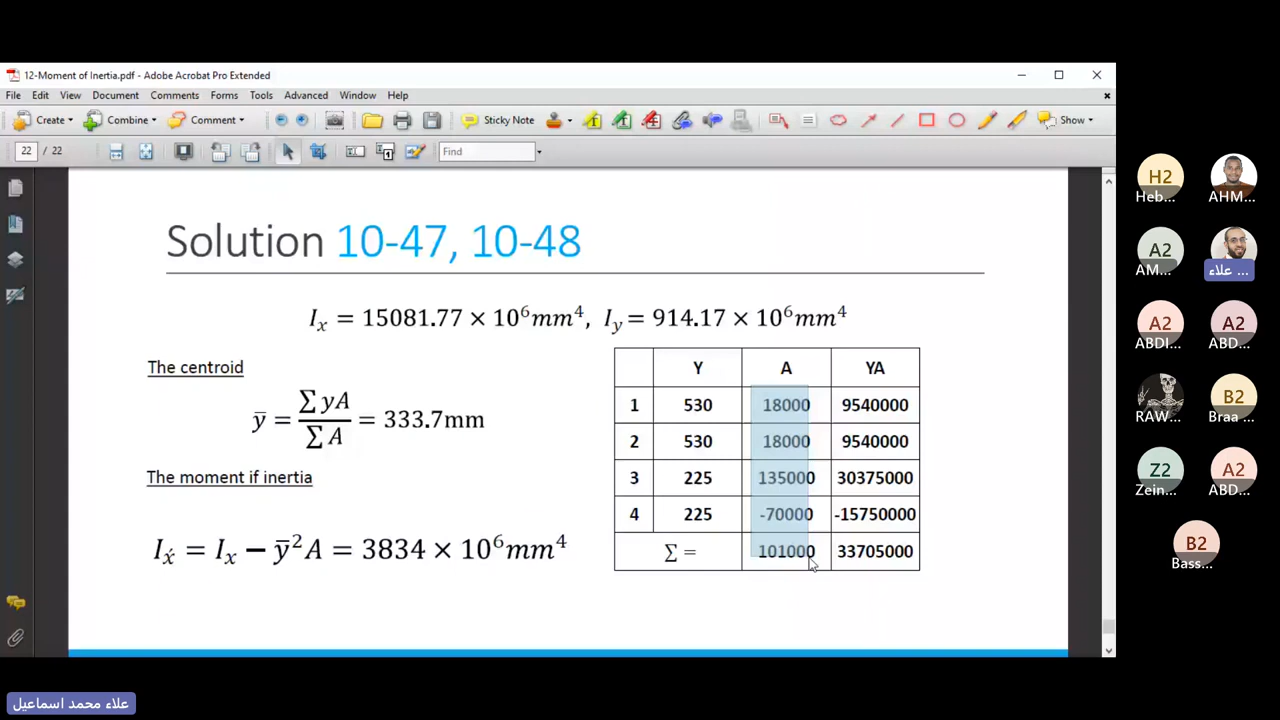 12-Moment of Inertia.pdf - Adobe Acrobat Pro Extended
File Edit View Document Comments Forms Tools Advanced Window Help
Create Combine Comment Sticky Note Show
22 / 22 Find
Solution 10-47, 10-48
Iₓ = 15081.77 × 10⁶mm⁴, I_y = 914.17 × 10⁶mm⁴
The centroid
ȳ = ∑ yA / ∑ A = 333.7mm
The moment if inertia
I_x́ = Iₓ − ȳ²A = 3834 × 10⁶mm⁴
Y A YA
1 530 18000 9540000
2 530 18000 9540000
3 225 135000 30375000
4 225 -70000 -15750000
∑ = 101000 33705000
H2
Heb...
AHM...
A2
AM...
علاء ...
A2
ABDI...
A2
ABD...
RAW...
B2
Braa ...
Z2
Zein...
A2
ABD...
B2
Bass...
علاء محمد اسماعيل